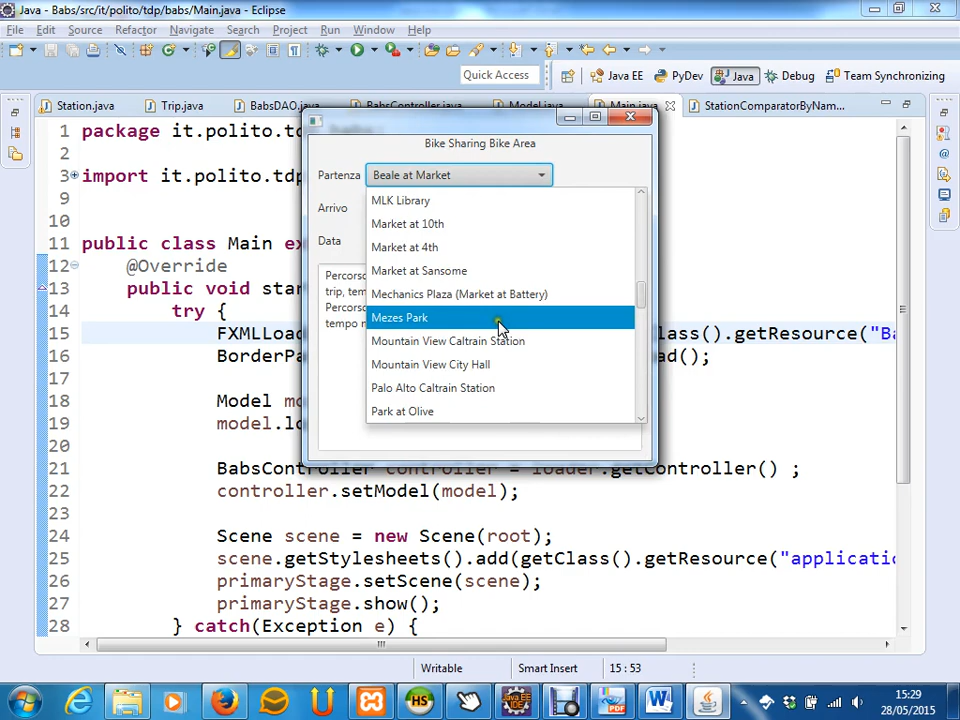 Java - Babs/src/it/polito/tdp/babs/Main.java - Eclipse
File Edit Source Refactor Navigate Search Project Run Window Help
Quick Access Java EE PyDev Java Debug Team Synchronizing
Station.java Trip.java BabsDAO.java BabsController.java Model.java Main.java StationComparatorByNam...
1 package it.polito.tdp
2
3 import it.polito.tdp
9
10
11 public class Main ex
12 @Override
13 public void star
14 try {
15 FXMLLoa lass().getResource("Ba
16 BorderPa ad();
17
18 Model mo
19 model.lo
20
21 BabsController controller = loader.getController() ;
22 controller.setModel(model);
23
24 Scene scene = new Scene(root);
25 scene.getStylesheets().add(getClass().getResource("applicatio
26 primaryStage.setScene(scene);
27 primaryStage.show();
28 } catch(Exception e) {
Bike Sharing Bike Area
Partenza Beale at Market
Arrivo
Data
Percorso
trip, tem
Percorso
tempo m
MLK Library
Market at 10th
Market at 4th
Market at Sansome
Mechanics Plaza (Market at Battery)
Mezes Park
Mountain View Caltrain Station
Mountain View City Hall
Palo Alto Caltrain Station
Park at Olive
Writable Smart Insert 15 : 53
15:29
28/05/2015